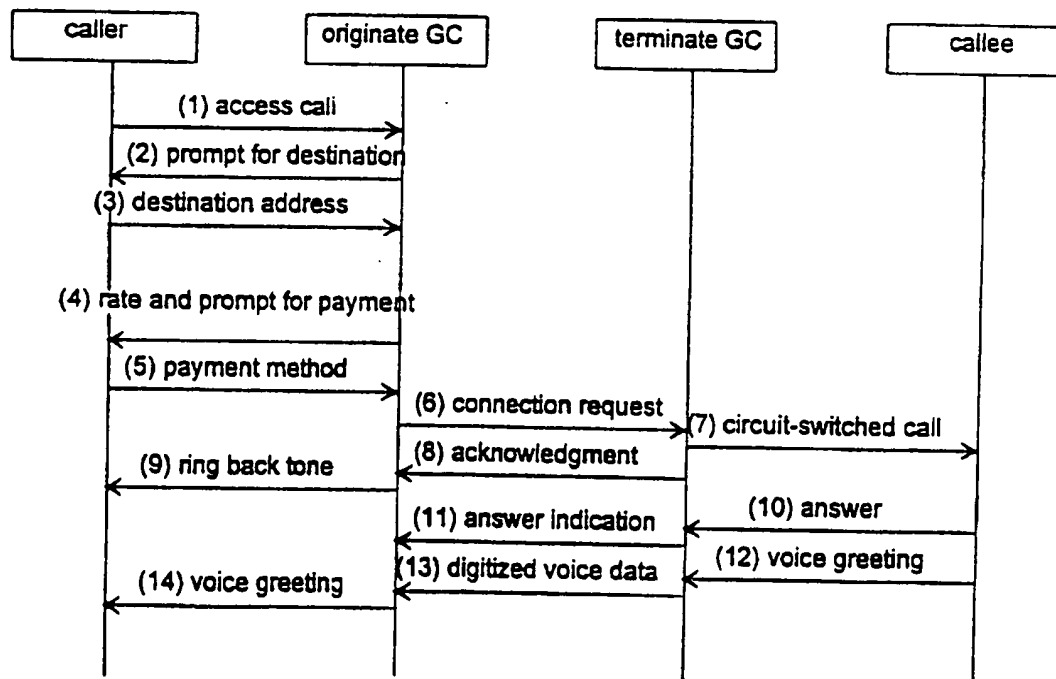 caller
originate GC
terminate GC
callee
(1) access call
(2) prompt for destination
(3) destination address
(4) rate and prompt for payment
(5) payment method
(6) connection request
(7) circuit-switched call
(8) acknowledgment
(9) ring back tone
(10) answer
(11) answer indication
(12) voice greeting
(13) digitized voice data
(14) voice greeting